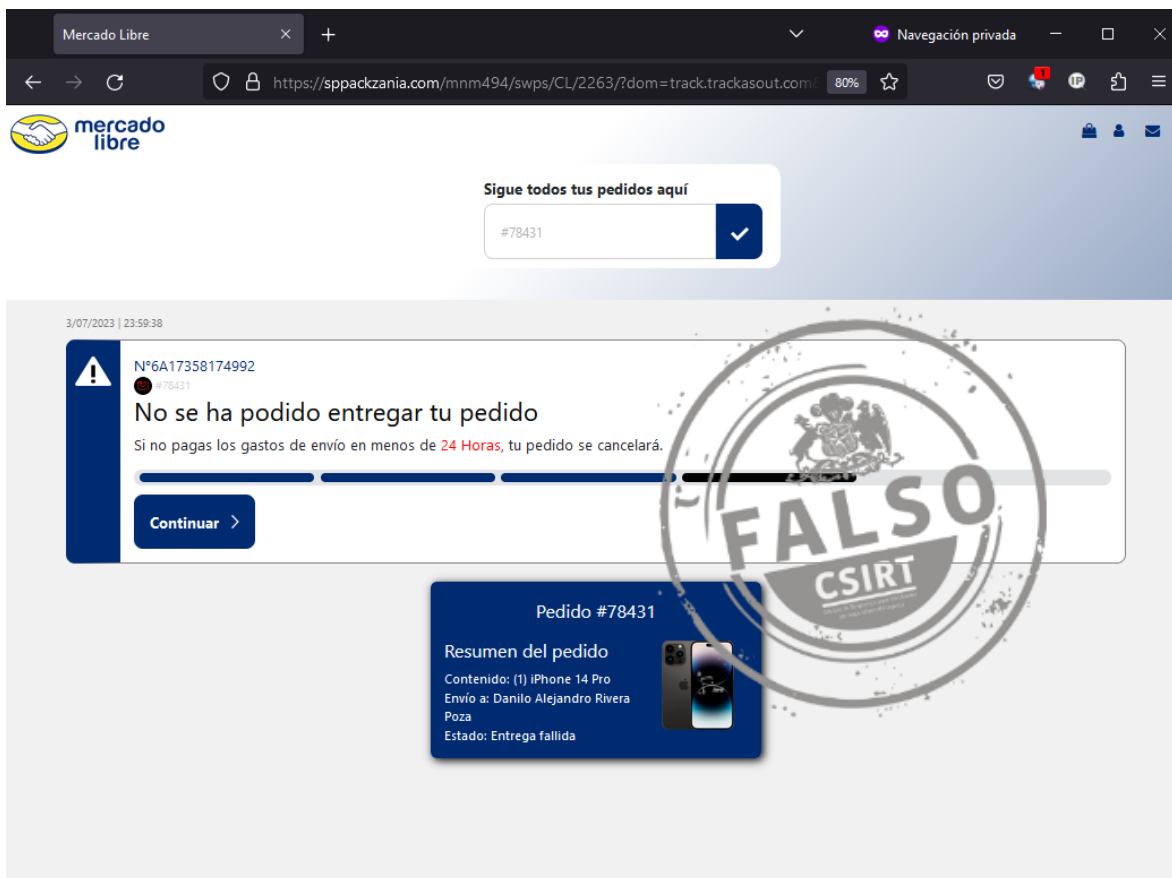 Mercado Libre
Navegación privada
https://sppackzania.com/mnm494/swps/CL/2263/?dom=track.trackasout.com
80%
1
IP
mercado
libre
Sigue todos tus pedidos aquí
#78431
3/07/2023 | 23:59:38
N°6A17358174992
#78431
No se ha podido entregar tu pedido
Si no pagas los gastos de envío en menos de 24 Horas, tu pedido se cancelará.
Continuar
FALSO
CSIRT
Pedido #78431
Resumen del pedido
Contenido: (1) iPhone 14 Pro
Envío a: Danilo Alejandro Rivera
Poza
Estado: Entrega fallida